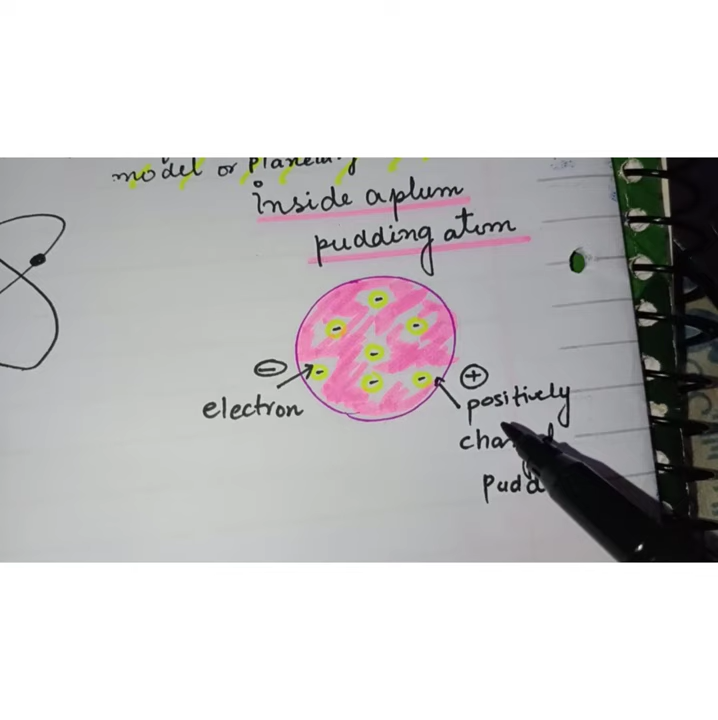 model or
inside a plum
pudding atom
⊖
electron
⊕
positively